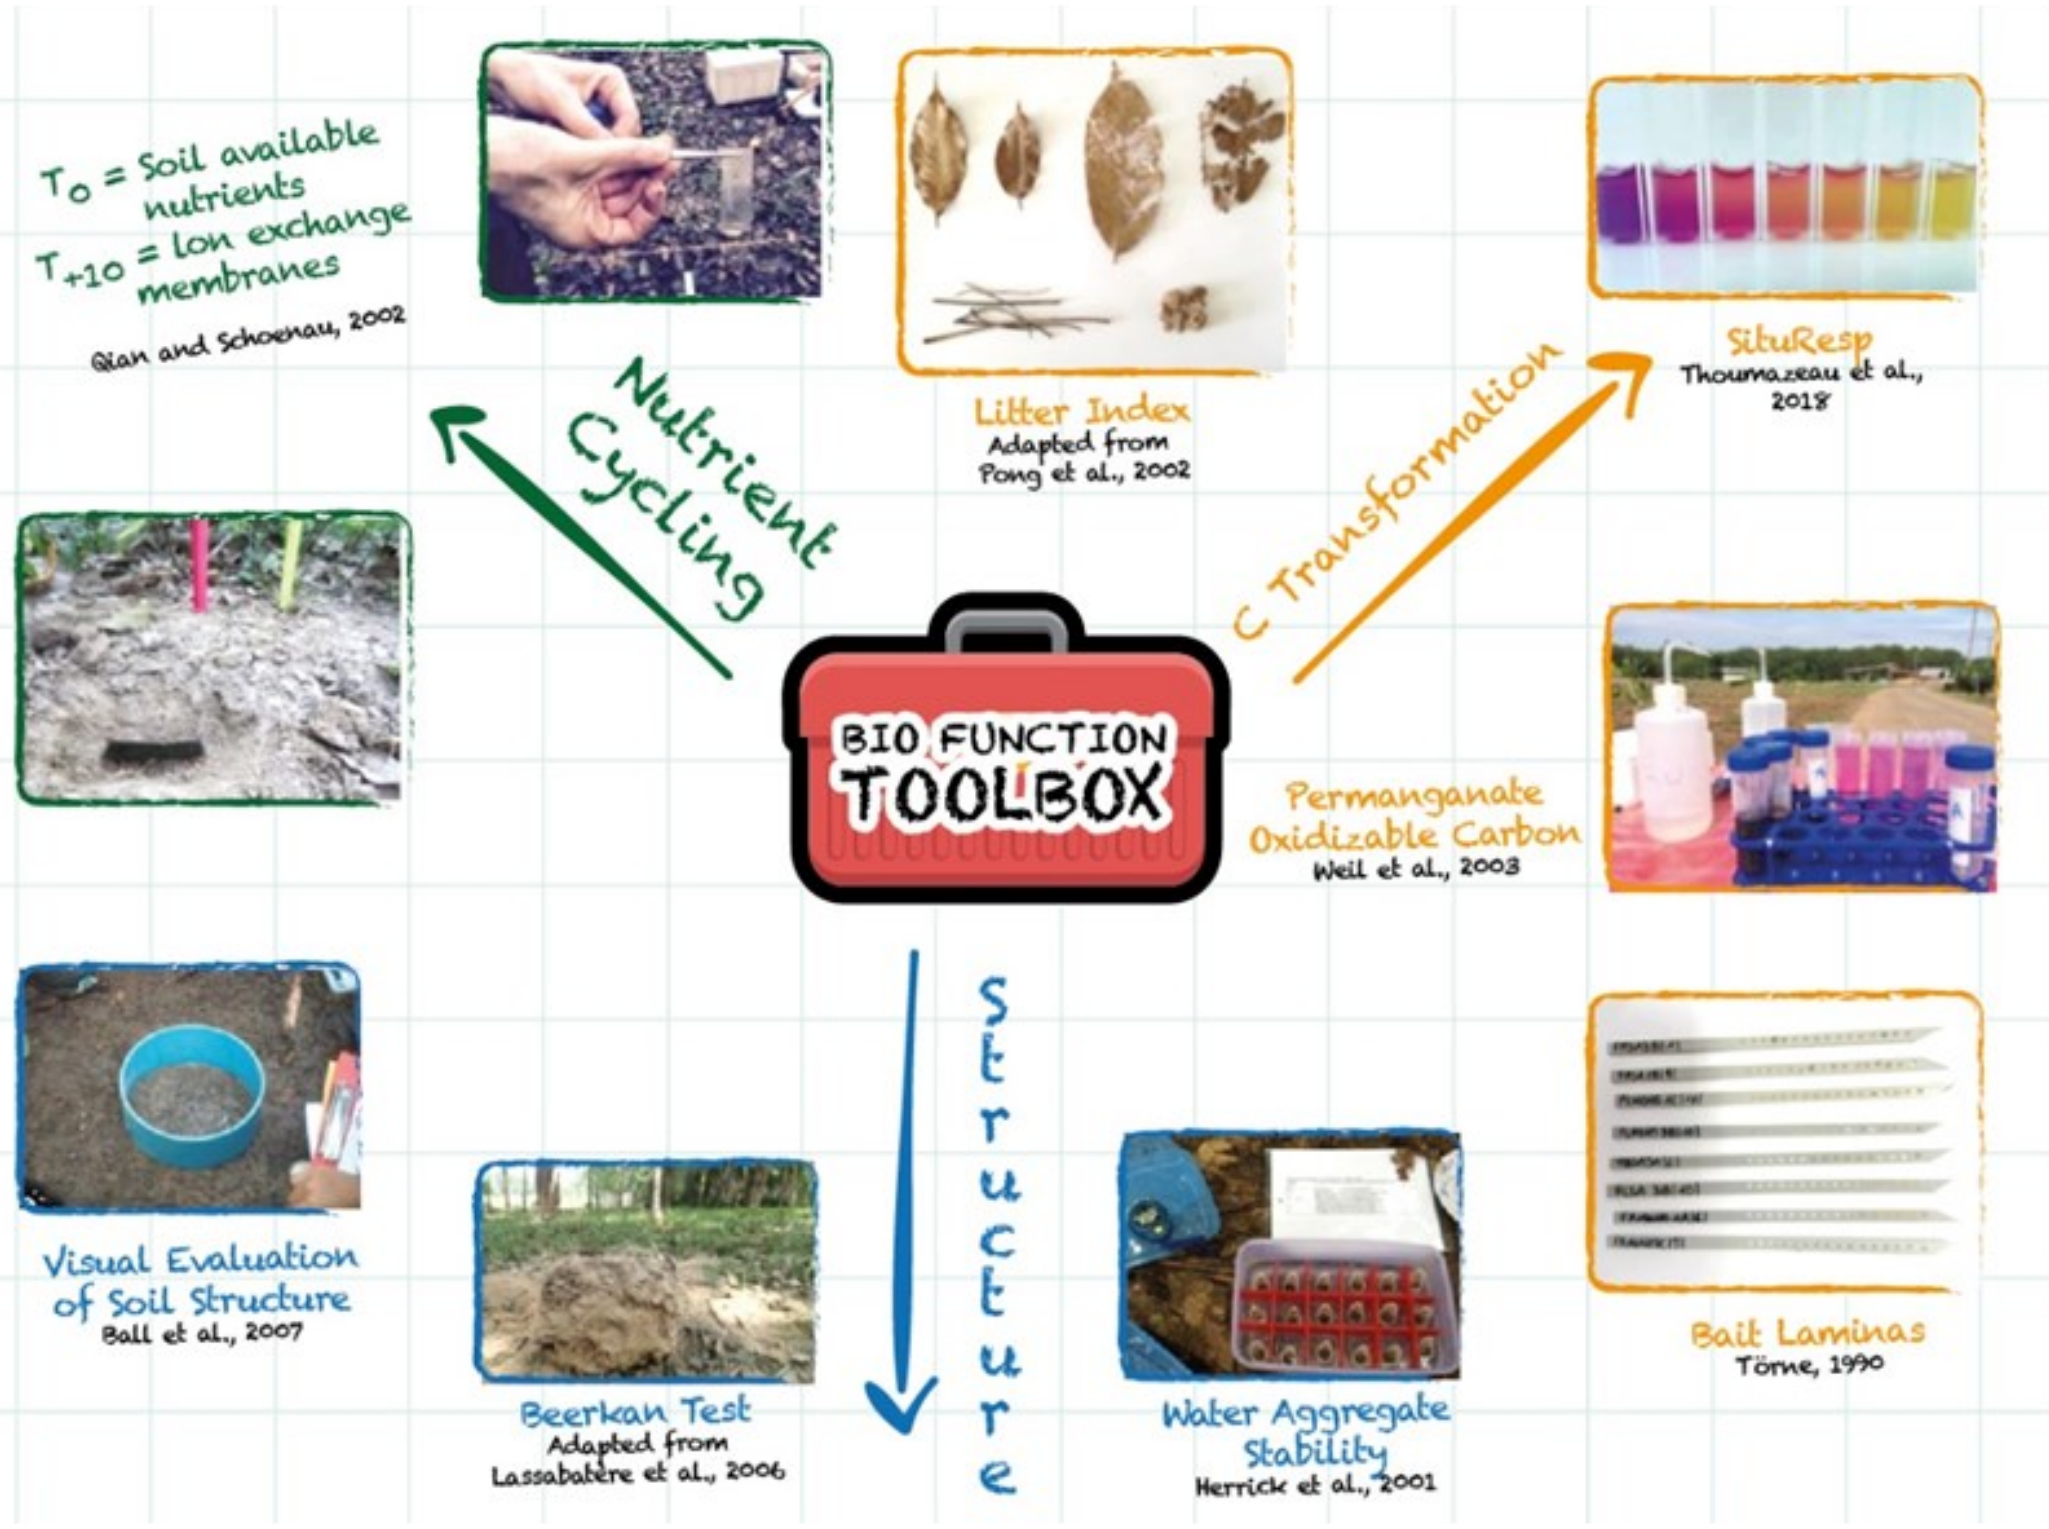 T0 = Soil available
nutrients
T+10 = Ion exchange
membranes
Qian and Schoenau, 2002
Nutrient
Cycling
Litter Index
Adapted from
Pong et al., 2002
C Transformation
SituResp
Thoumazeau et al.,
2018
BIO FUNCTION
TOOLBOX
Permanganate
Oxidizable Carbon
Weil et al., 2003
Structure
Visual Evaluation
of Soil Structure
Ball et al., 2007
Beerkan Test
Adapted from
Lassabatère et al., 2006
Water Aggregate
Stability
Herrick et al., 2001
Bait Laminas
Törne, 1990